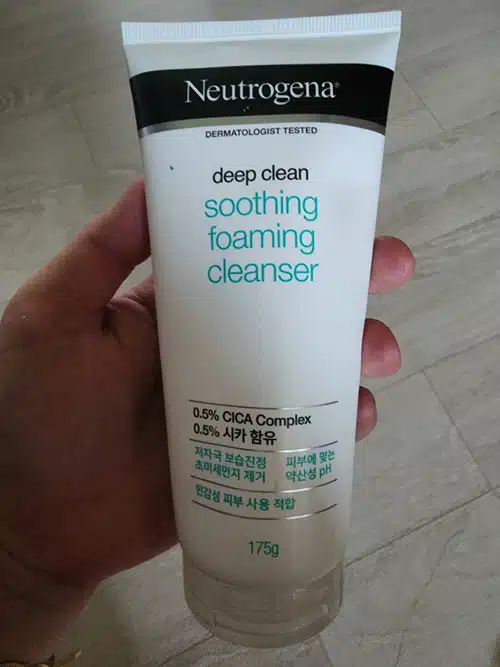 Neutrogena®
DERMATOLOGIST TESTED
deep clean
soothing
foaming
cleanser
0.5% CICA Complex
0.5% 시카 함유
저자극 보습진정
초미세먼지 제거
피부에 맞는
약산성 pH
민감성 피부 사용 적합
175g